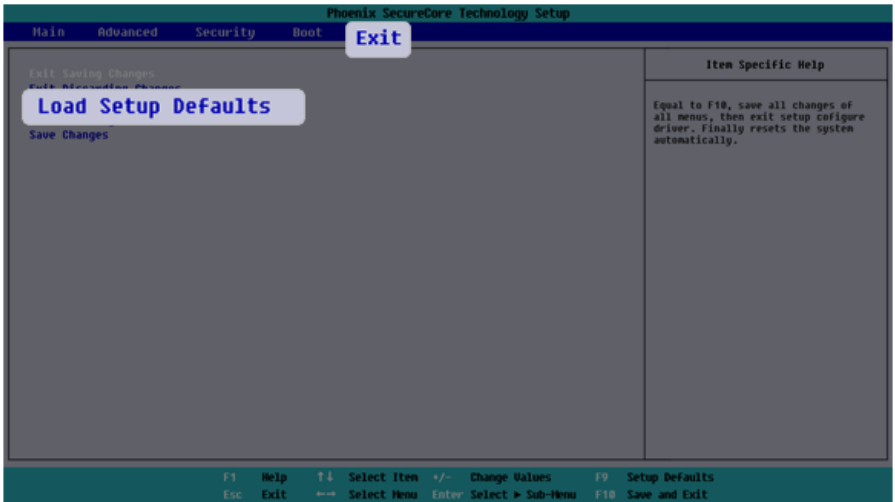 Phoenix SecureCore Technology Setup
Main Advanced Security Boot Exit
Item Specific Help
Exit Saving Changes
Exit Discarding Changes
Load Setup Defaults
Save Changes
Equal to F10, save all changes of
all menus, then exit setup cofigure
driver. Finally resets the system
automatically.
F1 Help ↑↓ Select Item +/- Change Values F9 Setup Defaults
Esc Exit ←→ Select Menu Enter Select ► Sub-Menu F10 Save and Exit